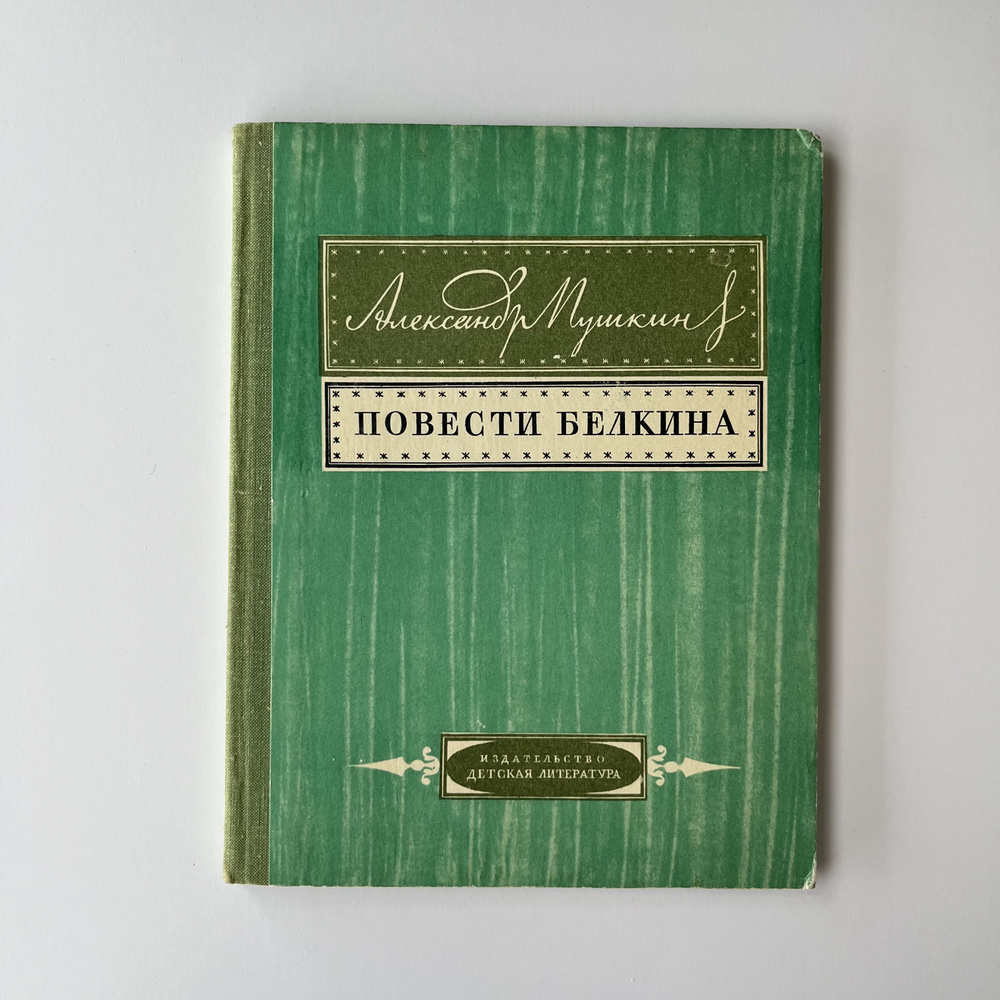 Александр Пушкин
ПОВЕСТИ БЕЛКИНА
ИЗДАТЕЛЬСТВО
ДЕТСКАЯ ЛИТЕРАТУРА